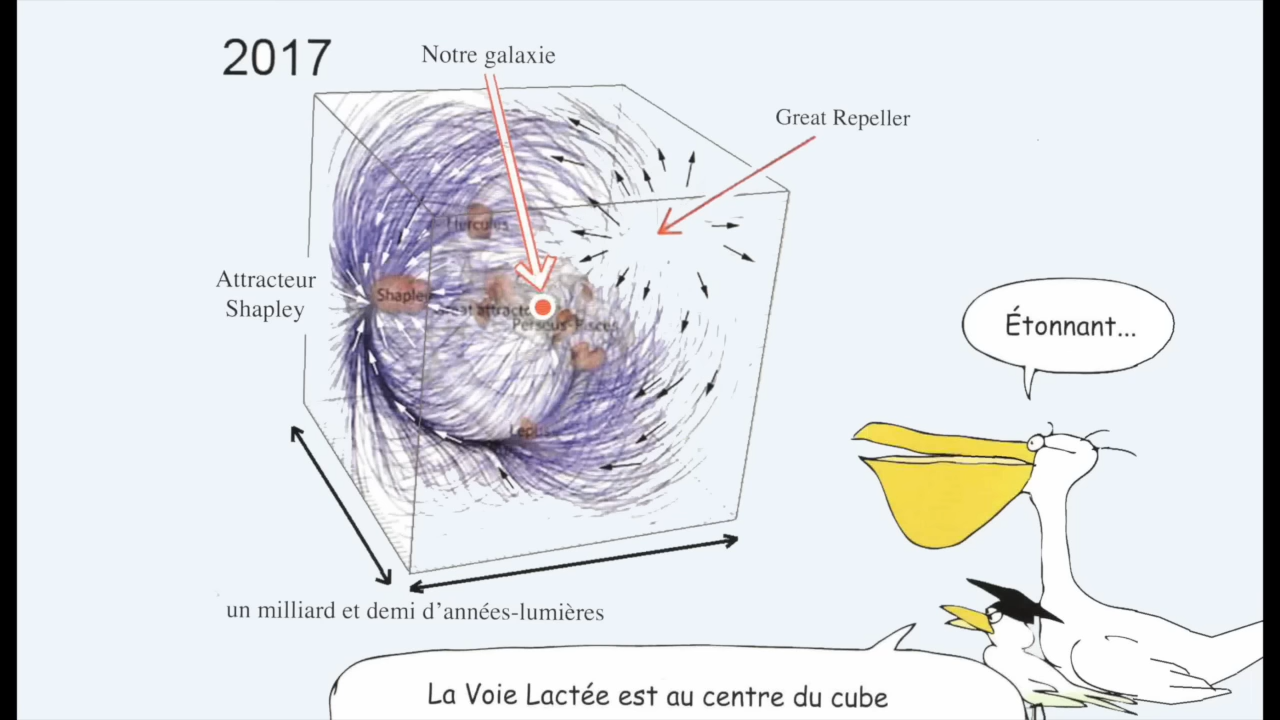 2017
Notre galaxie
Great Repeller
Hercules
Attracteur
Shapley
Shapley
Great attracto
Perseus-Pisces
Étonnant...
Lepus
un milliard et demi d'années-lumières
La Voie Lactée est au centre du cube